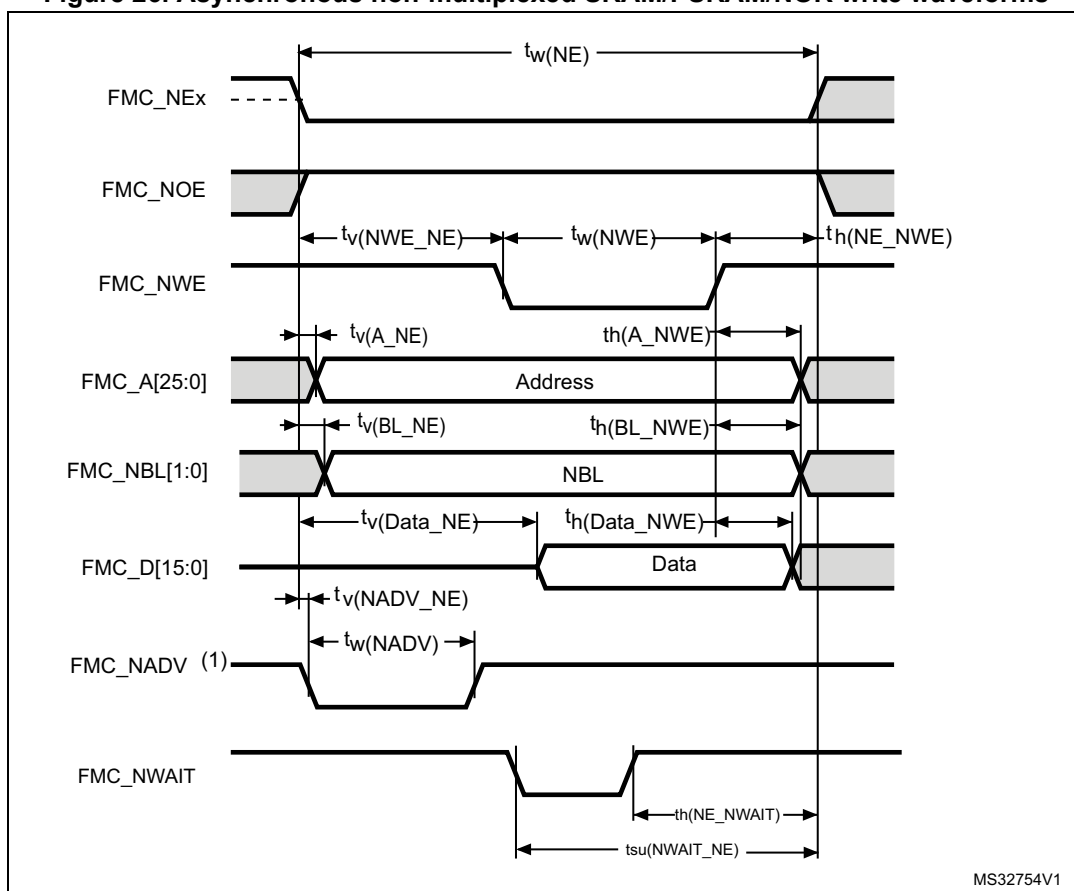 tw(NE)
FMC_NEx
FMC_NOE
tv(NWE_NE) tw(NWE) th(NE_NWE)
FMC_NWE
tv(A_NE) th(A_NWE)
FMC_A[25:0] Address
tv(BL_NE) th(BL_NWE)
FMC_NBL[1:0] NBL
tv(Data_NE) th(Data_NWE)
FMC_D[15:0] Data
tv(NADV_NE)
tw(NADV)
FMC_NADV (1)
FMC_NWAIT
th(NE_NWAIT)
tsu(NWAIT_NE)
MS32754V1